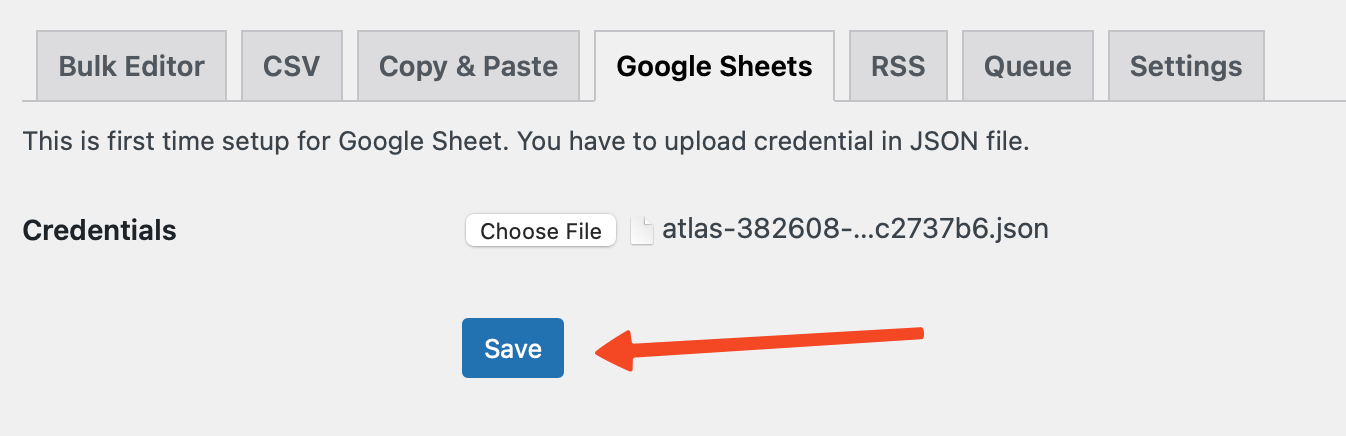 Bulk Editor CSV Copy & Paste Google Sheets RSS Queue Settings
This is first time setup for Google Sheet. You have to upload credential in JSON file.
Credentials Choose File atlas-382608-...c2737b6.json
Save